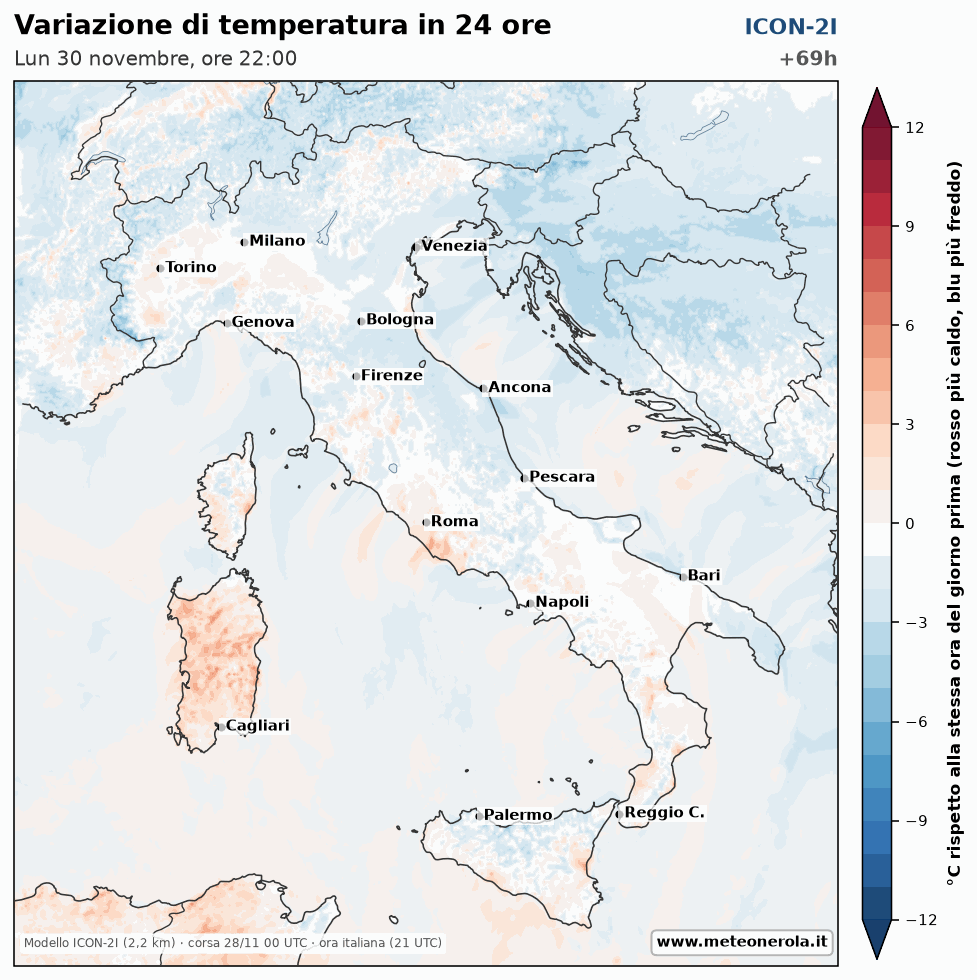 Variazione di temperatura in 24 ore
ICON-2I
Lun 30 novembre, ore 22:00
+69h
Milano
Venezia
Torino
Genova
Bologna
Firenze
Ancona
Pescara
Roma
Bari
Napoli
Cagliari
Palermo
Reggio C.
12
9
6
3
0
−3
−6
−9
−12
°C rispetto alla stessa ora del giorno prima (rosso più caldo, blu più freddo)
Modello ICON-2I (2,2 km) · corsa 28/11 00 UTC · ora italiana (21 UTC)
www.meteonerola.it